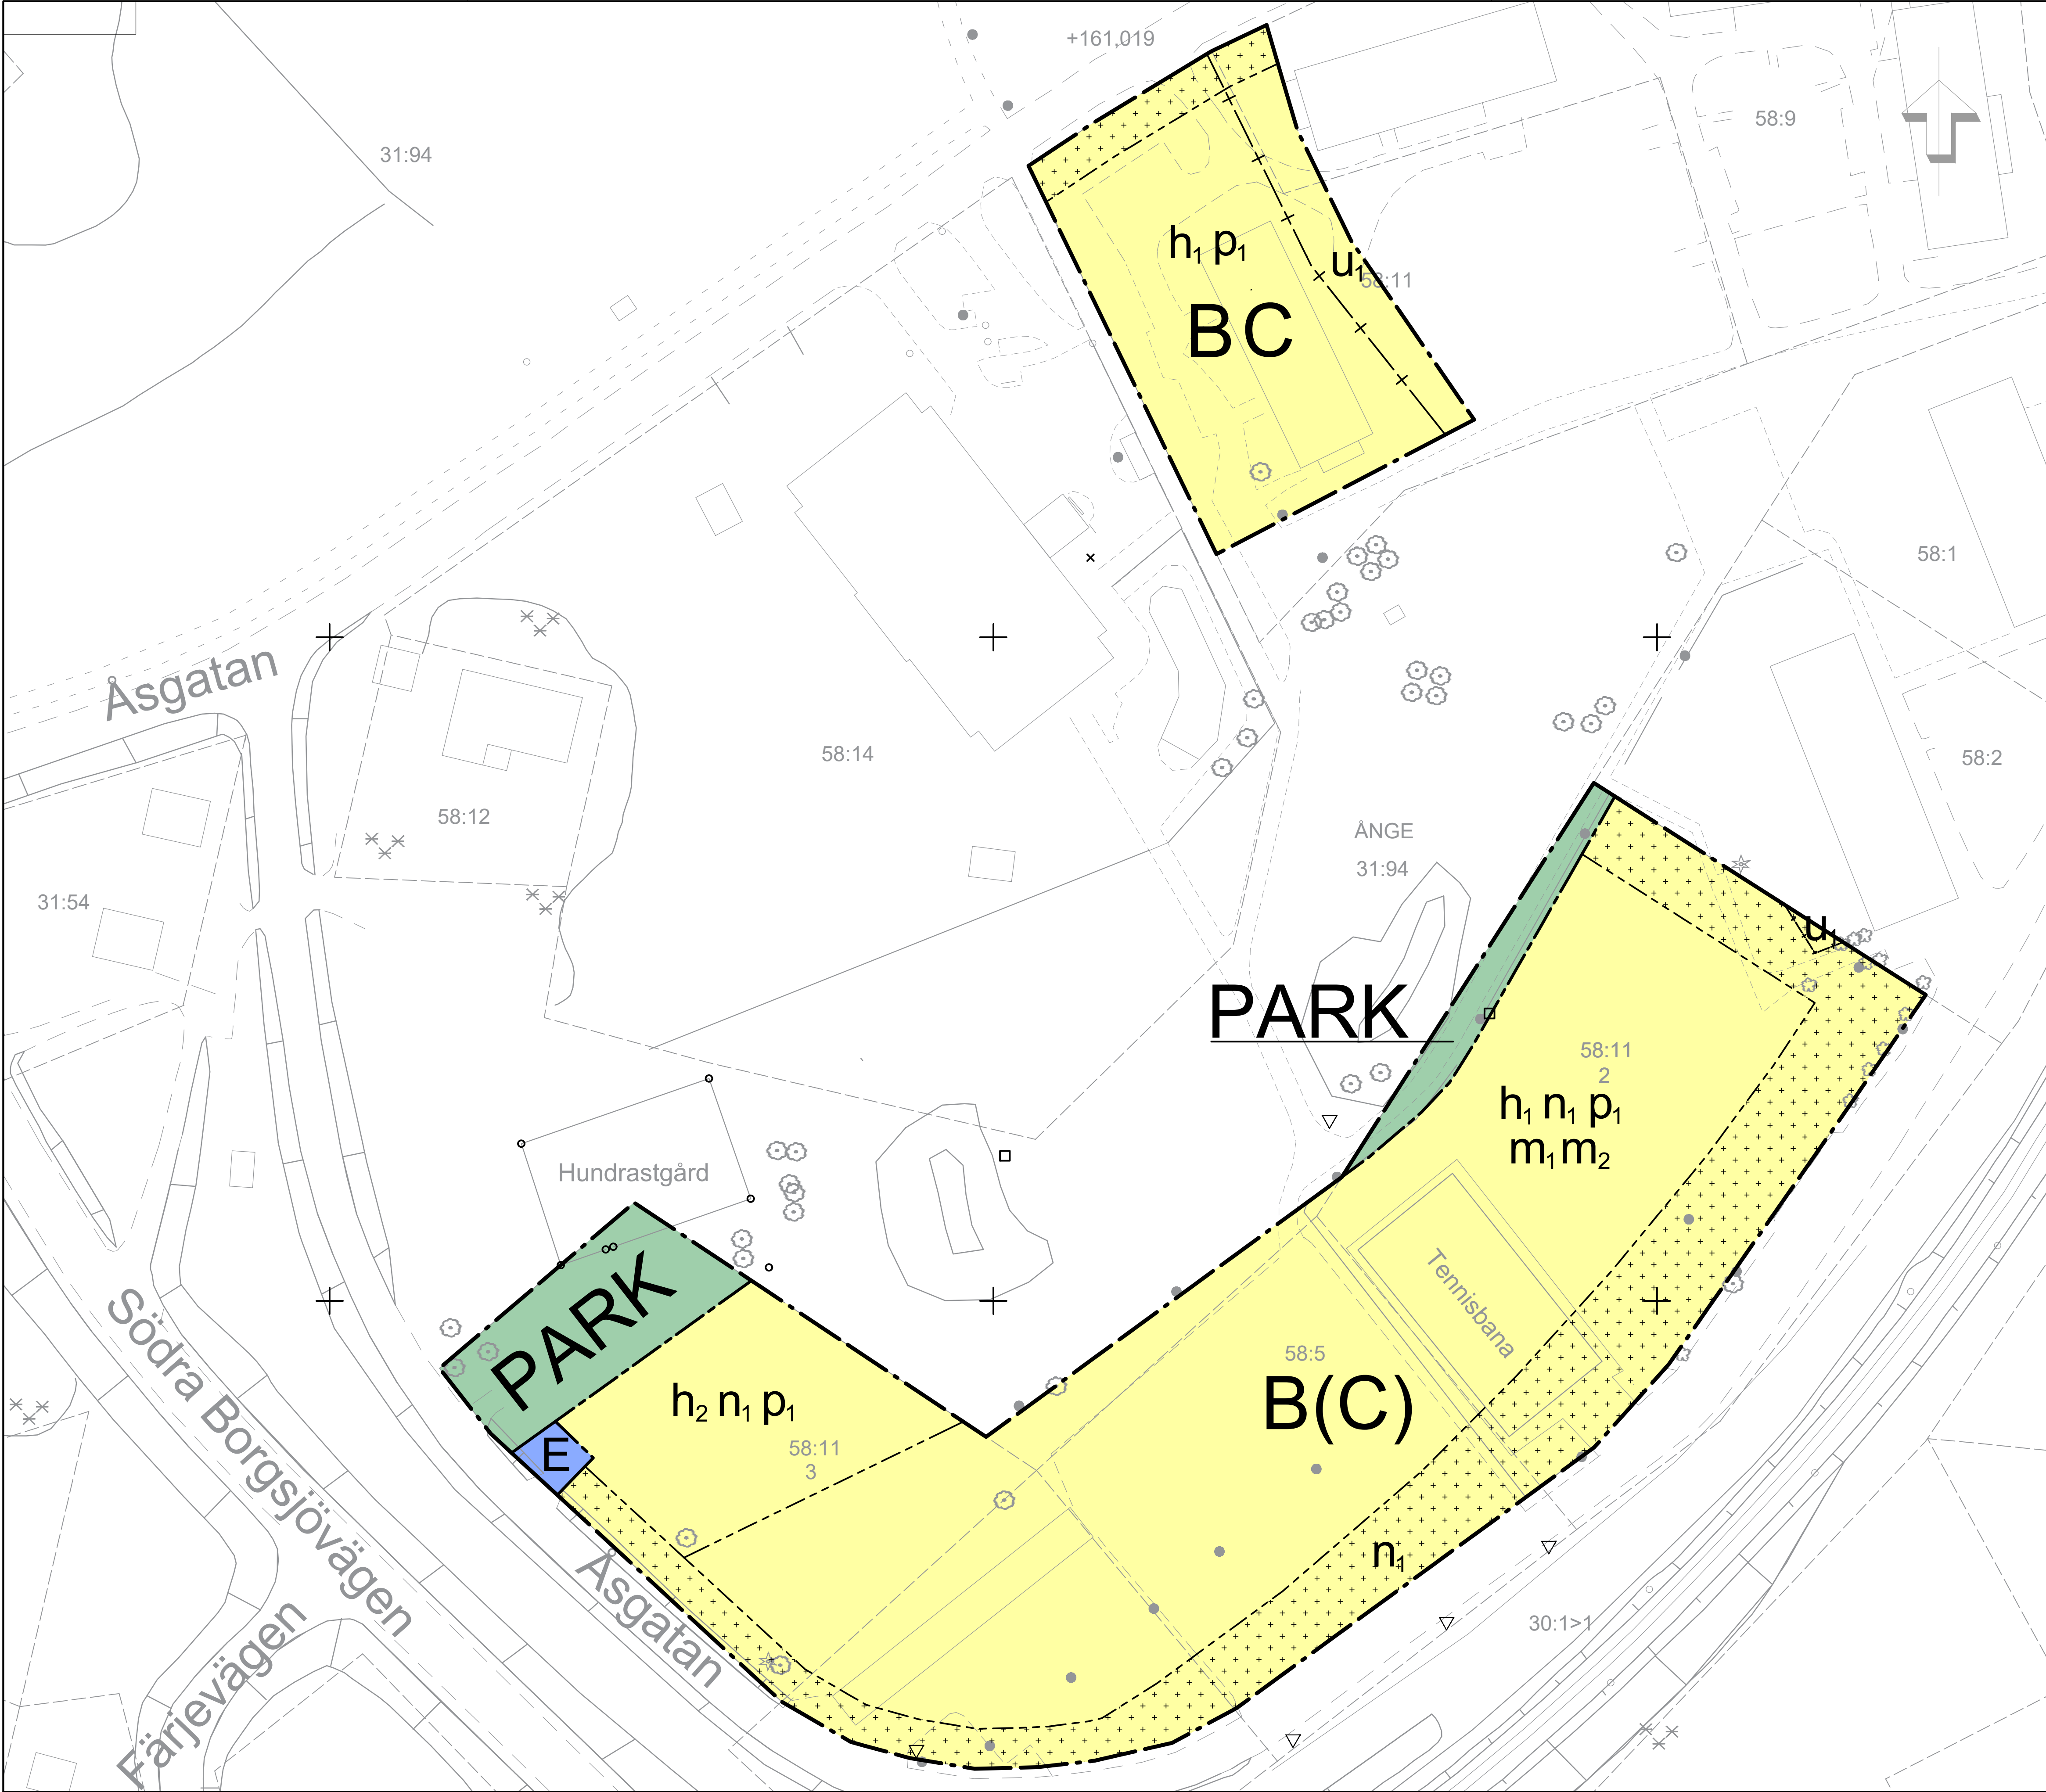 +161,019
58:9
31:94
h₁ p₁
u₁
58:11
BC
58:1
Åsgatan
58:14
58:2
58:12
ÅNGE
31:94
31:54
u₁
PARK
58:11
2
h₁ n₁ p₁
m₁ m₂
Hundrastgård
Tennisbana
PARK
58:5
B(C)
h₂ n₁ p₁
58:11
3
E
Södra Borgsjövägen
n₁
Åsgatan
30:1>1
Färjevägen